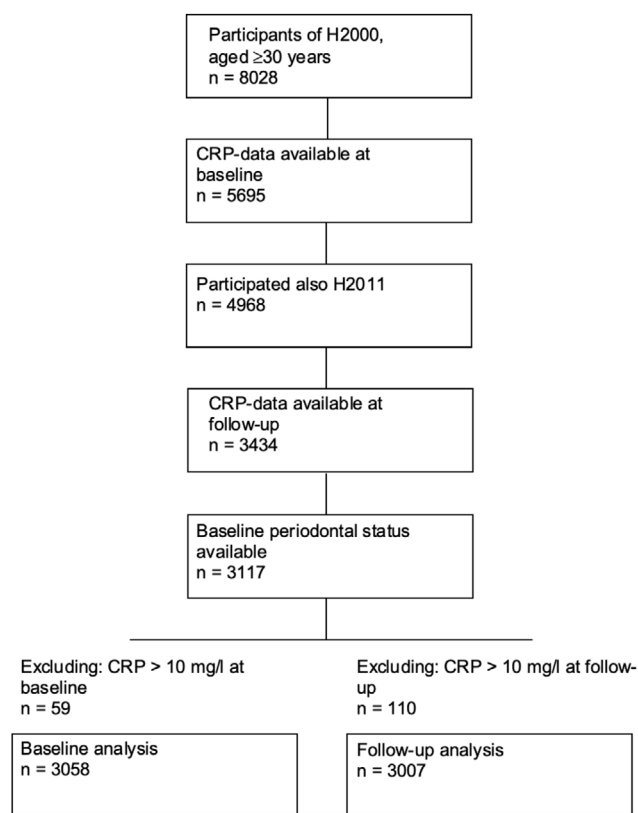 Participants of H2000,
aged ≥30 years
n = 8028
CRP-data available at
baseline
n = 5695
Participated also H2011
n = 4968
CRP-data available at
follow-up
n = 3434
Baseline periodontal status
available
n = 3117
Excluding: CRP > 10 mg/l at
baseline
n = 59
Excluding: CRP > 10 mg/l at follow-
up
n = 110
Baseline analysis
n = 3058
Follow-up analysis
n = 3007